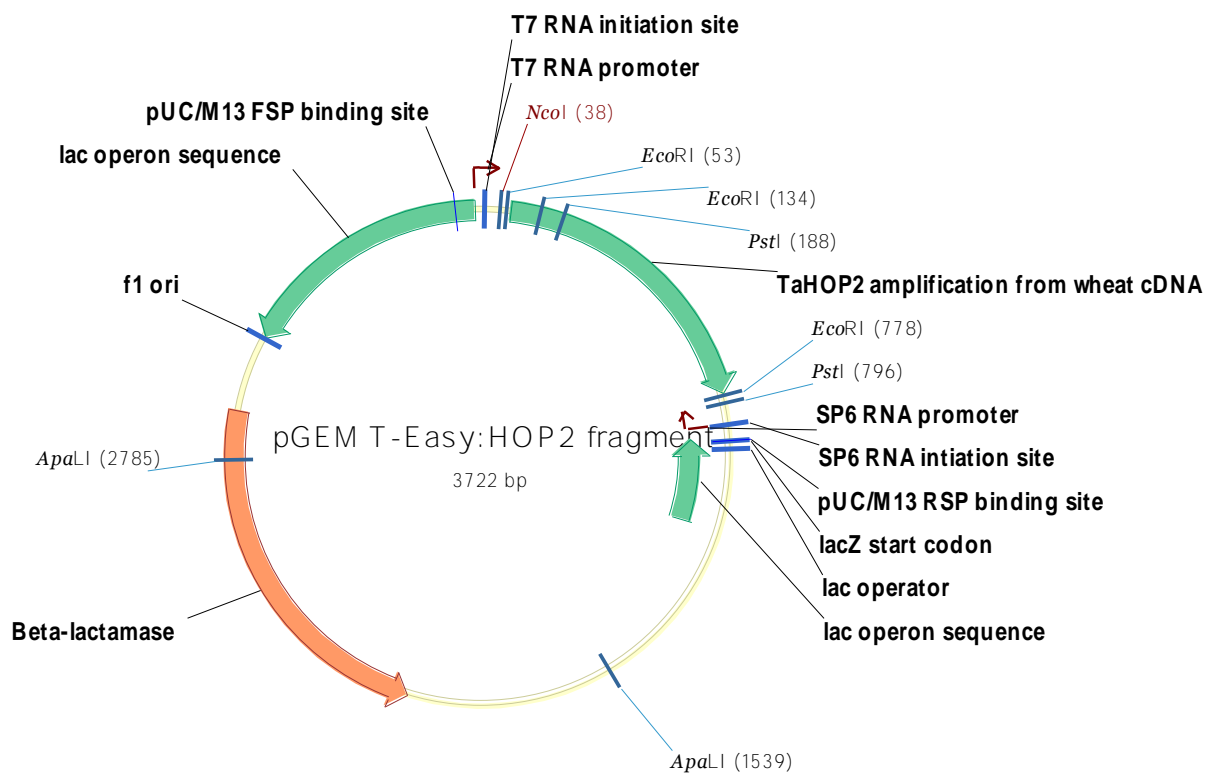 T7 RNA initiation site
T7 RNA promoter
pUC/M13 FSP binding site
NcoI (38)
lac operon sequence
EcoRI (53)
EcoRI (134)
PstI (188)
f1 ori
TaHOP2 amplification from wheat cDNA
EcoRI (778)
PstI (796)
SP6 RNA promoter
pGEM T-Easy:HOP2 fragment
ApaLI (2785)
SP6 RNA intiation site
3722 bp
pUC/M13 RSP binding site
lacZ start codon
lac operator
Beta-lactamase
lac operon sequence
ApaLI (1539)